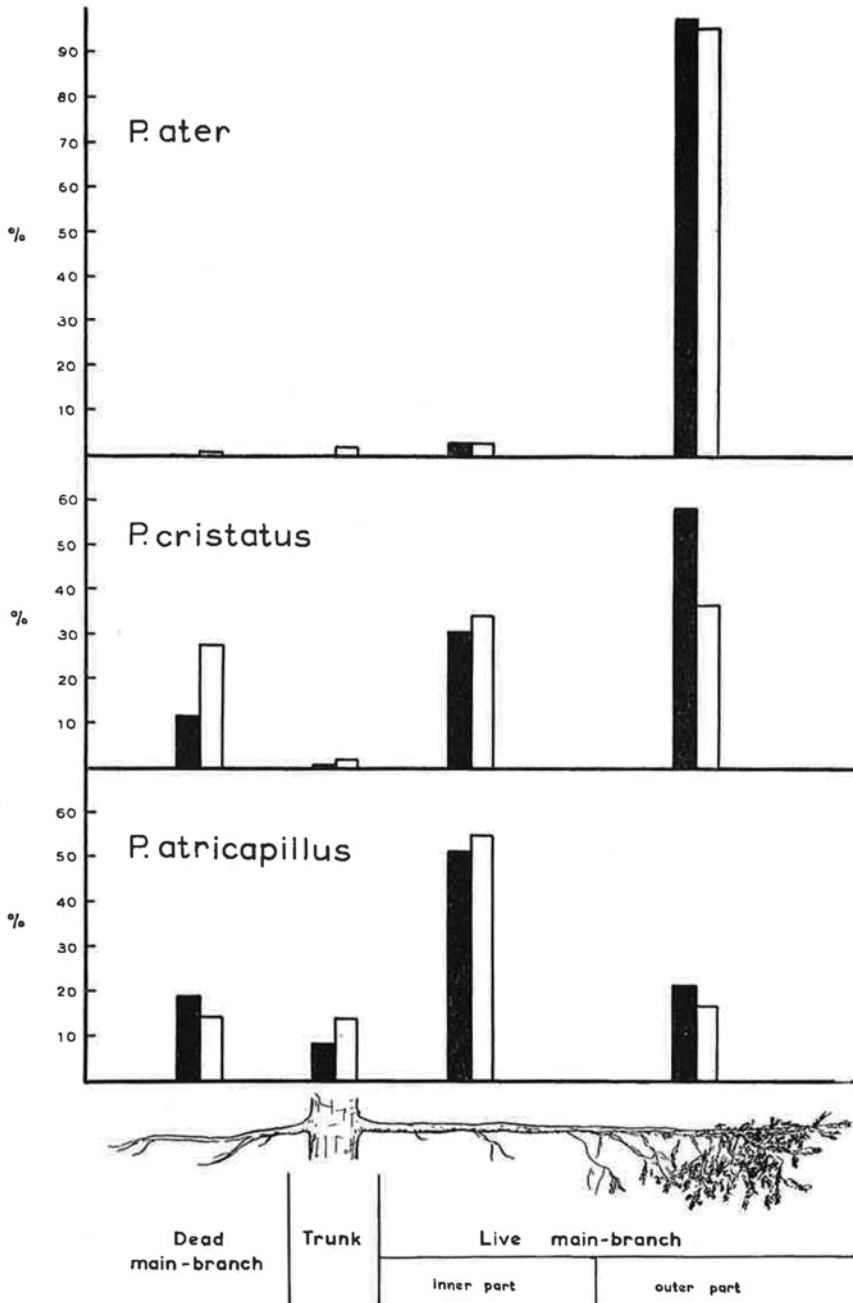 90
80
P. ater
70
60
%
50
40
30
20
10
60
P. cristatus
50
%
40
30
20
10
60
P. atricapillus
50
%
40
30
20
10
Dead
main-branch
Trunk
Live main-branch
inner part
outer part